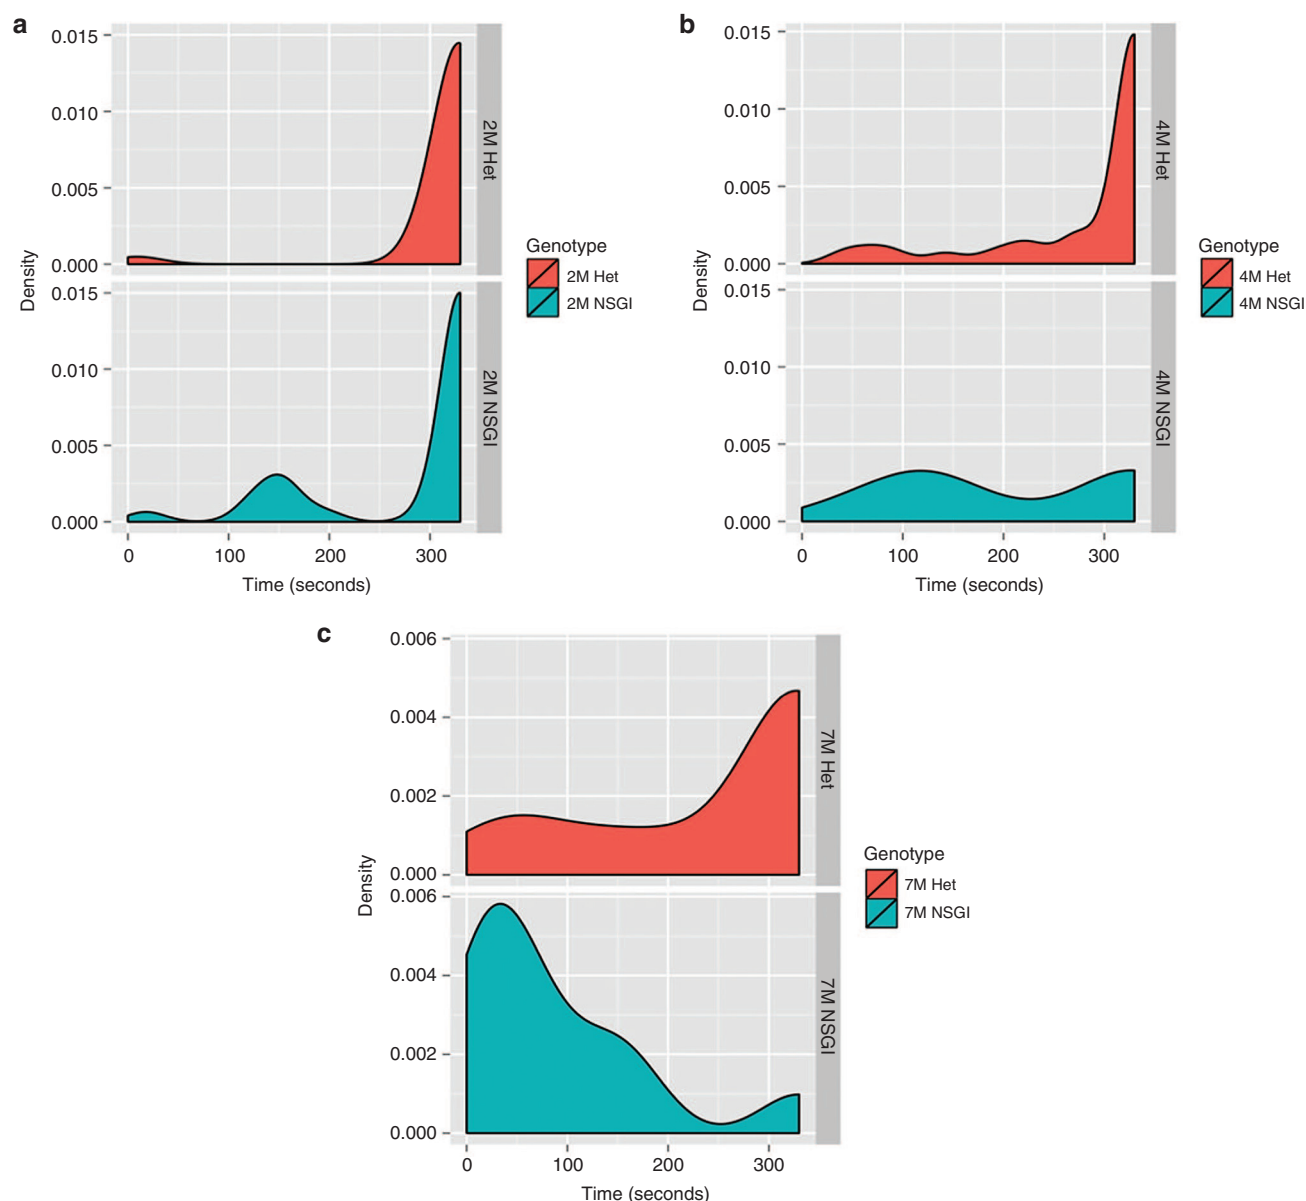 a
0.015
0.010
0.005
0.000
2M Het
0.015
0.010
0.005
0.000
2M NSGI
Density
0 100 200 300
Time (seconds)
Genotype
2M Het
2M NSGI
b
0.015
0.010
0.005
0.000
4M Het
0.015
0.010
0.005
0.000
4M NSGI
Density
0 100 200 300
Time (seconds)
Genotype
4M Het
4M NSGI
c
0.006
0.004
0.002
0.000
7M Het
0.006
0.004
0.002
0.000
7M NSGI
Density
0 100 200 300
Time (seconds)
Genotype
7M Het
7M NSGI